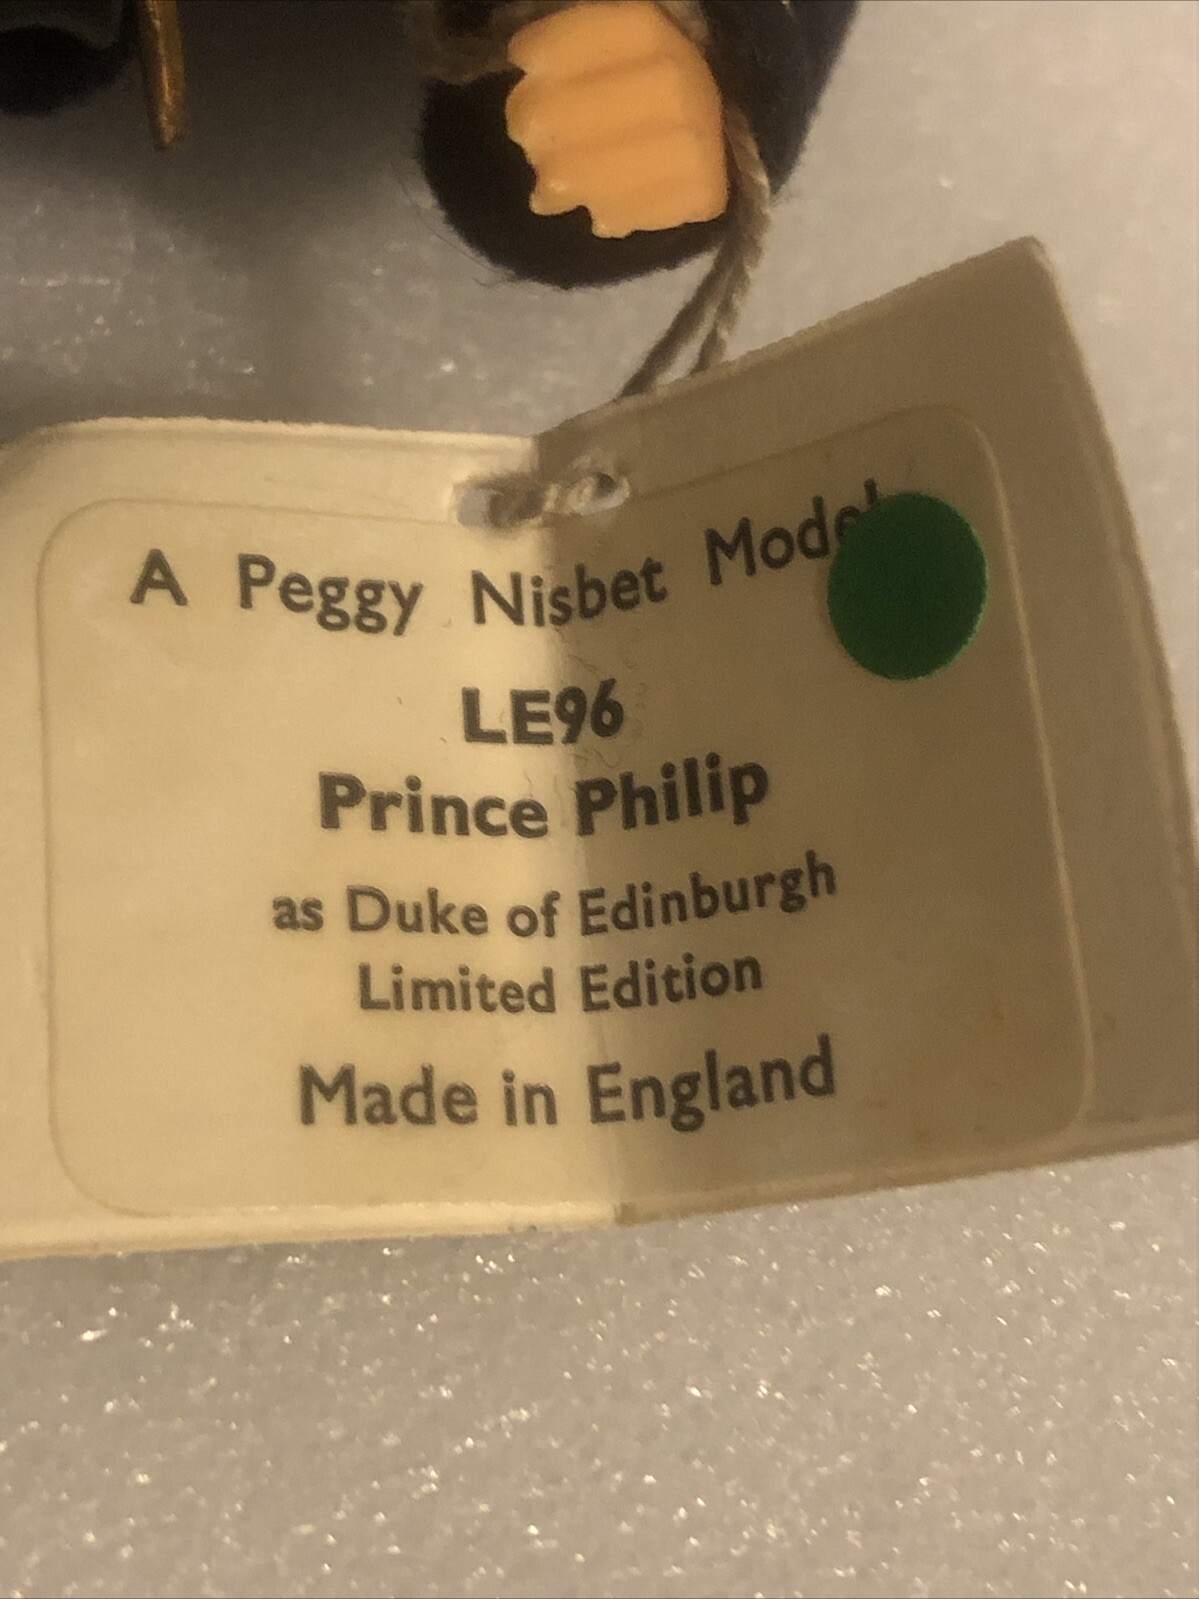 A Peggy Nisbet Model
LE96
Prince Philip
as Duke of Edinburgh
Limited Edition
Made in England